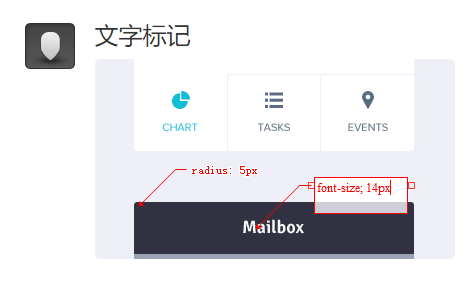 文字标记
CHART
TASKS
EVENTS
radius: 5px
font-size; 14px
Mailbox